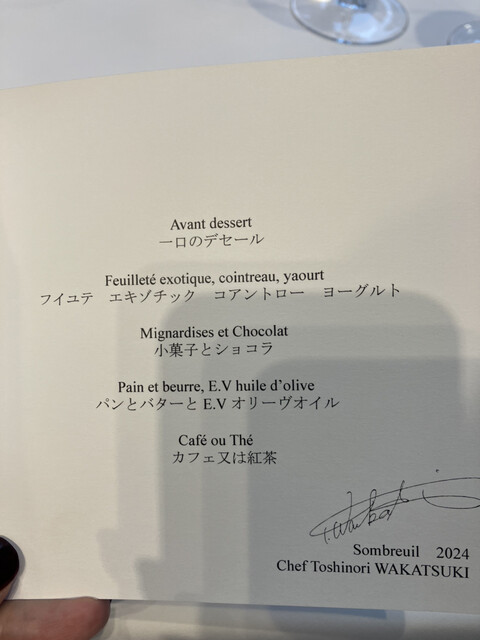 Avant dessert
一口のデセール
Feuilleté exotique, cointreau, yaourt
フイユテ　エキゾチック　コアントロー　ヨーグルト
Mignardises et Chocolat
小菓子とショコラ
Pain et beurre, E.V huile d'olive
パンとバターと E.V オリーヴオイル
Café ou Thé
カフェ又は紅茶
Sombreuil　2024
Chef Toshinori WAKATSUKI